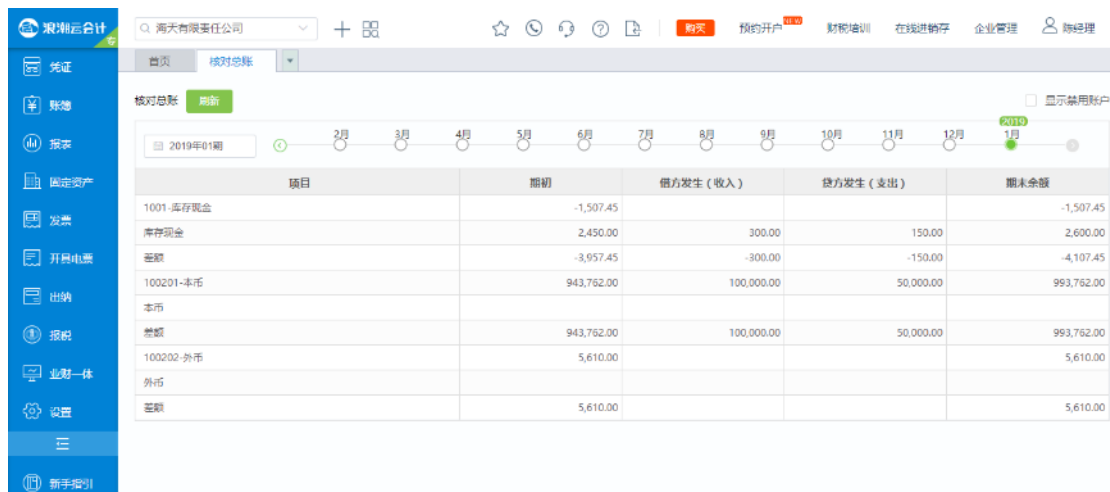 浪潮云会计
专
海天有限责任公司
购买
预约开户 NEW
财税培训
在线进销存
企业管理
陈经理
凭证
账簿
报表
固定资产
发票
开具电票
出纳
报税
业财一体
设置
新手指引
首页 核对总账
核对总账 刷新 显示禁用账户
2019
2019年01期 2月 3月 4月 5月 6月 7月 8月 9月 10月 11月 12月 1月
项目 期初 借方发生（收入） 贷方发生（支出） 期末余额
1001-库存现金 -1,507.45 -1,507.45
库存现金 2,450.00 300.00 150.00 2,600.00
差额 -3,957.45 -300.00 -150.00 -4,107.45
100201-本币 943,762.00 100,000.00 50,000.00 993,762.00
本币
差额 943,762.00 100,000.00 50,000.00 993,762.00
100202-外币 5,610.00 5,610.00
外币
差额 5,610.00 5,610.00